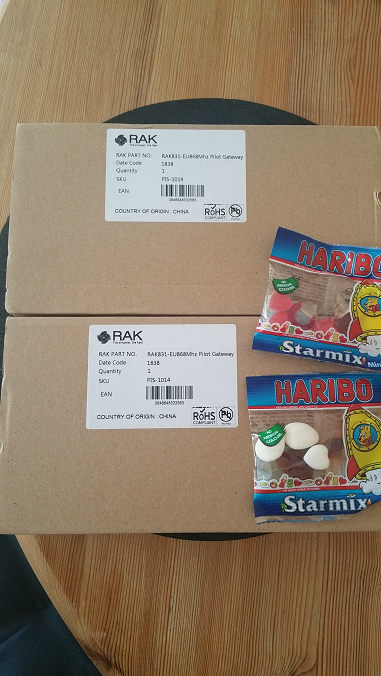 RAK
RAK PART NO. RAK831-EU868Mhz Pilot Gateway
Date Code 1838
Quantity 1
SKU PIS-1014
EAN
COUNTRY OF ORIGIN : CHINA
RoHS
COMPLIANT
Pb
HARIBO
Starmix
RAK
RAK PART NO. RAK831-EU868Mhz Pilot Gateway
Date Code 1838
Quantity 1
SKU PIS-1014
EAN
COUNTRY OF ORIGIN : CHINA
RoHS
COMPLIANT
Pb
HARIBO
Starmix